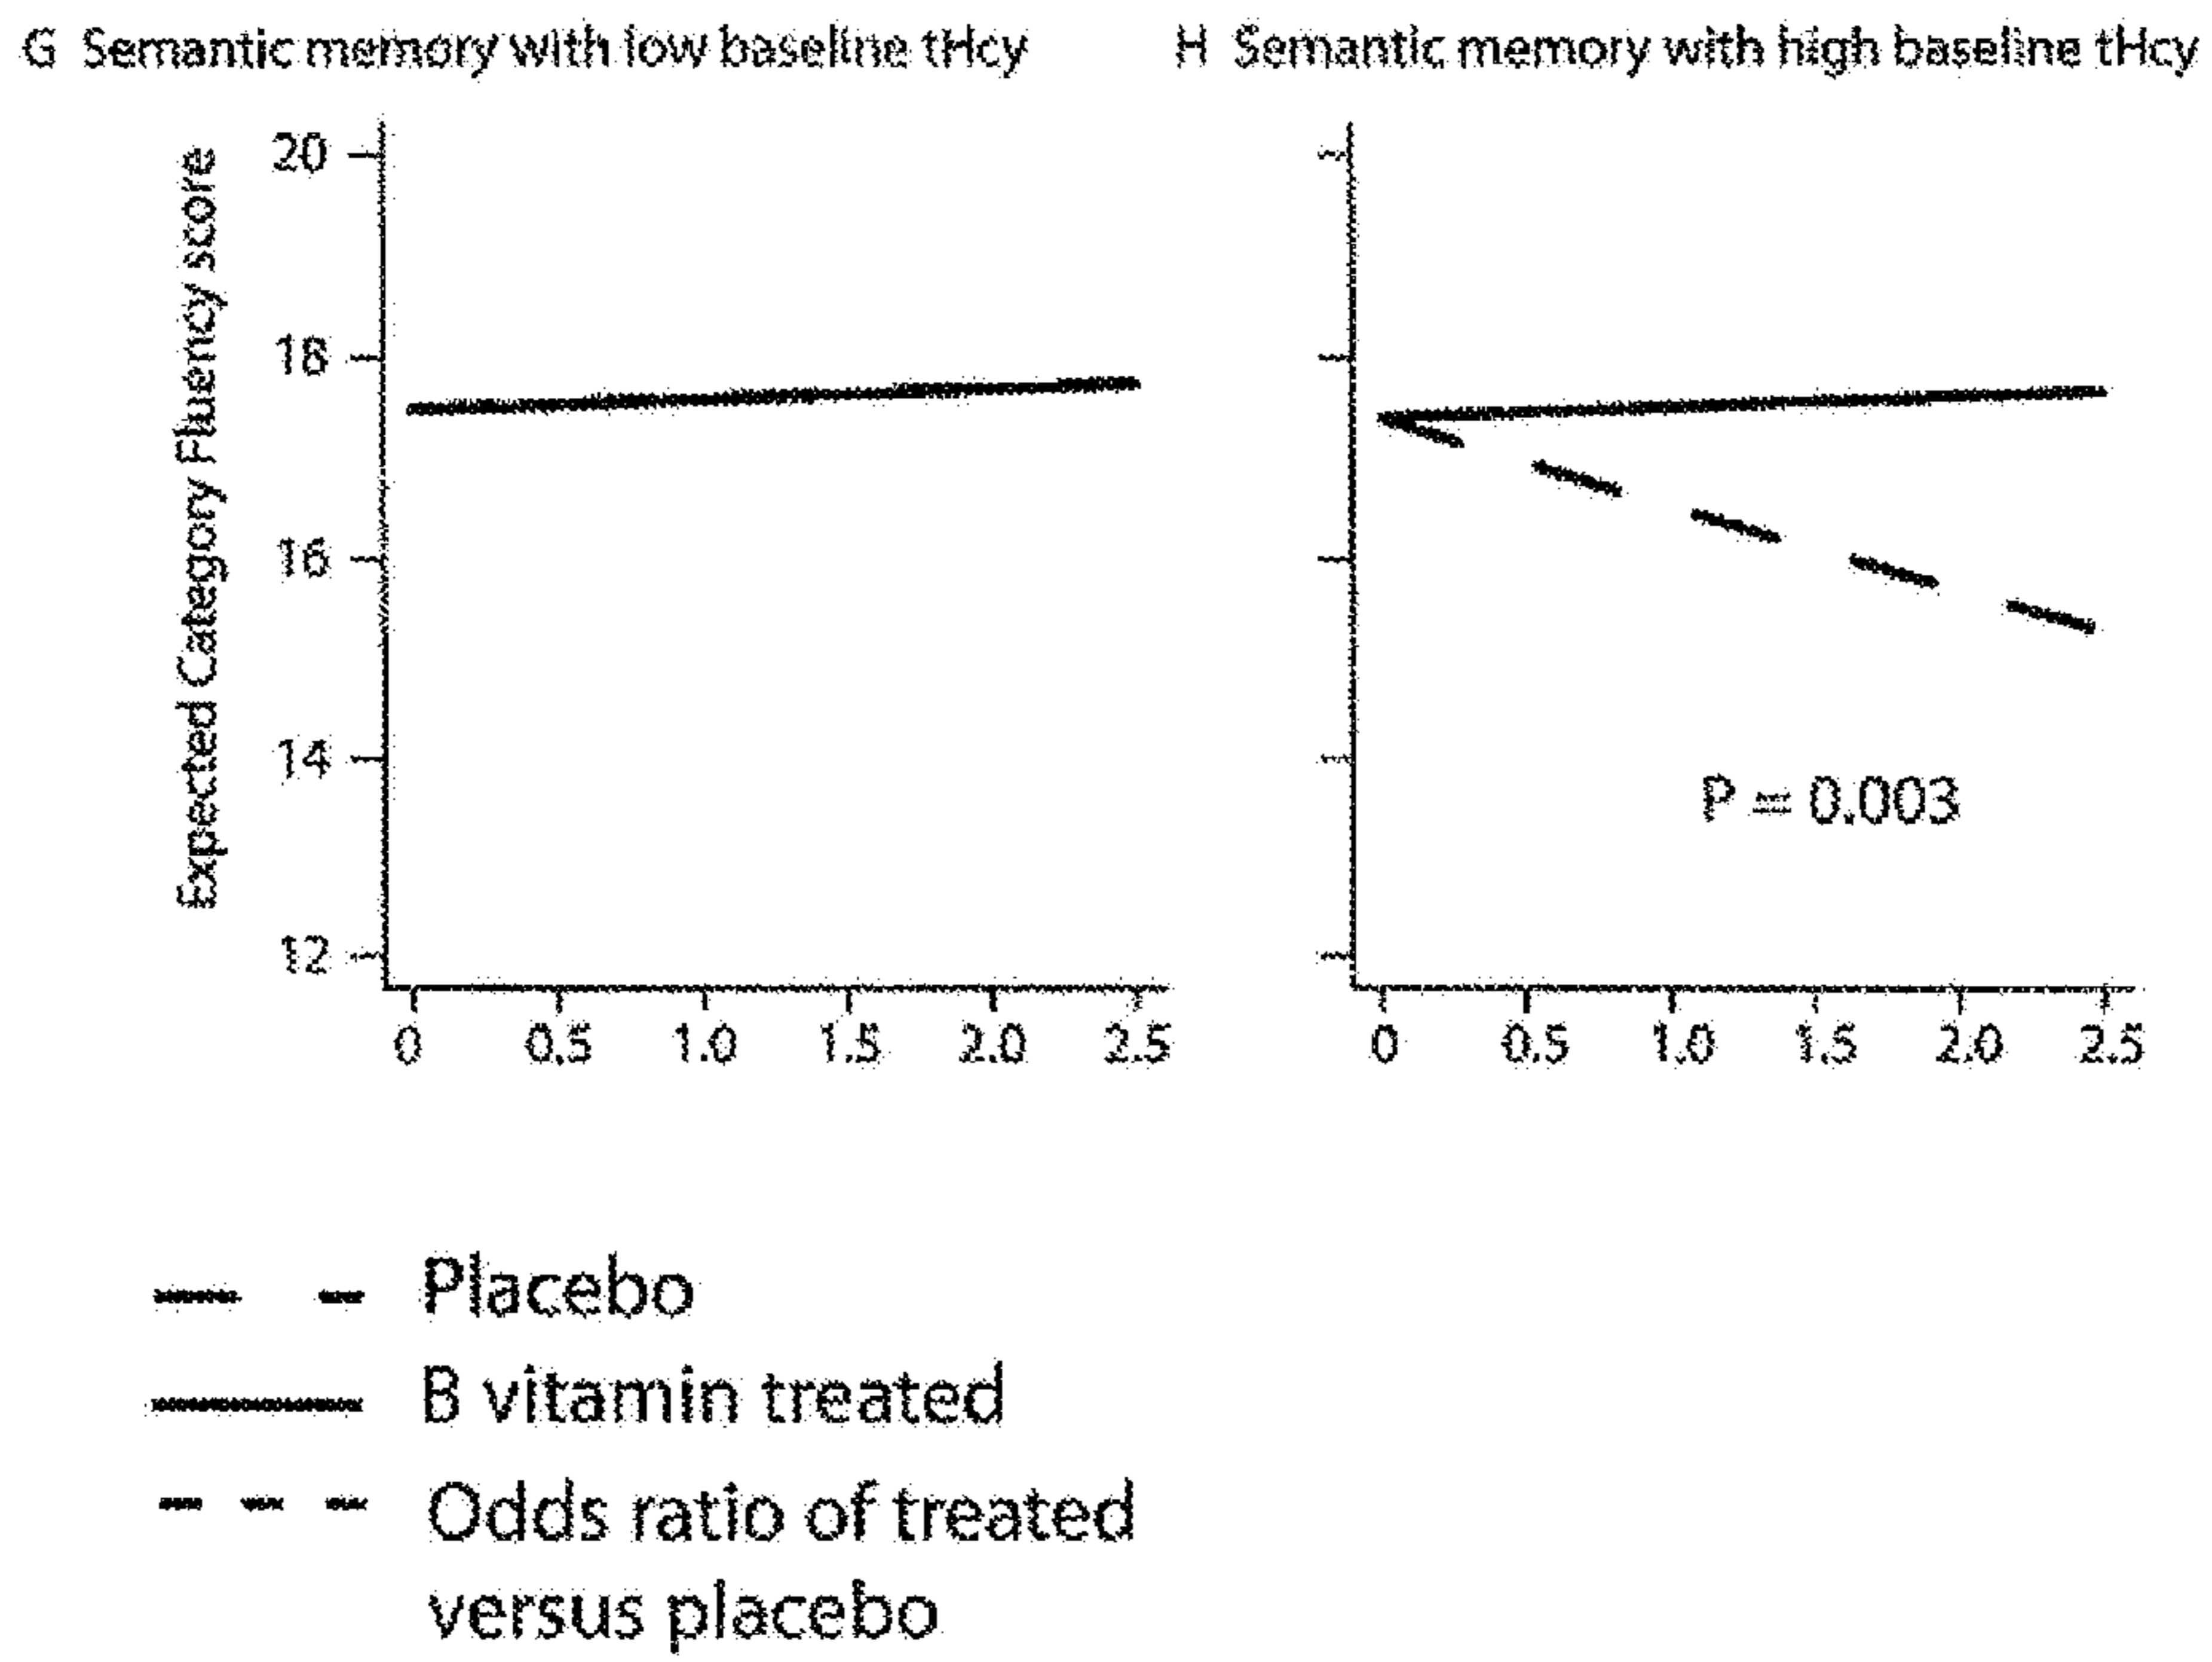 G Semantic memory with low baseline tHcy
H Semantic memory with high baseline tHcy
Expected Category Fluency score
20
18
16
14
12
P = 0.003
0 0.5 1.0 1.5 2.0 2.5
0 0.5 1.0 1.5 2.0 2.5
Placebo
B vitamin treated
Odds ratio of treated
versus placebo